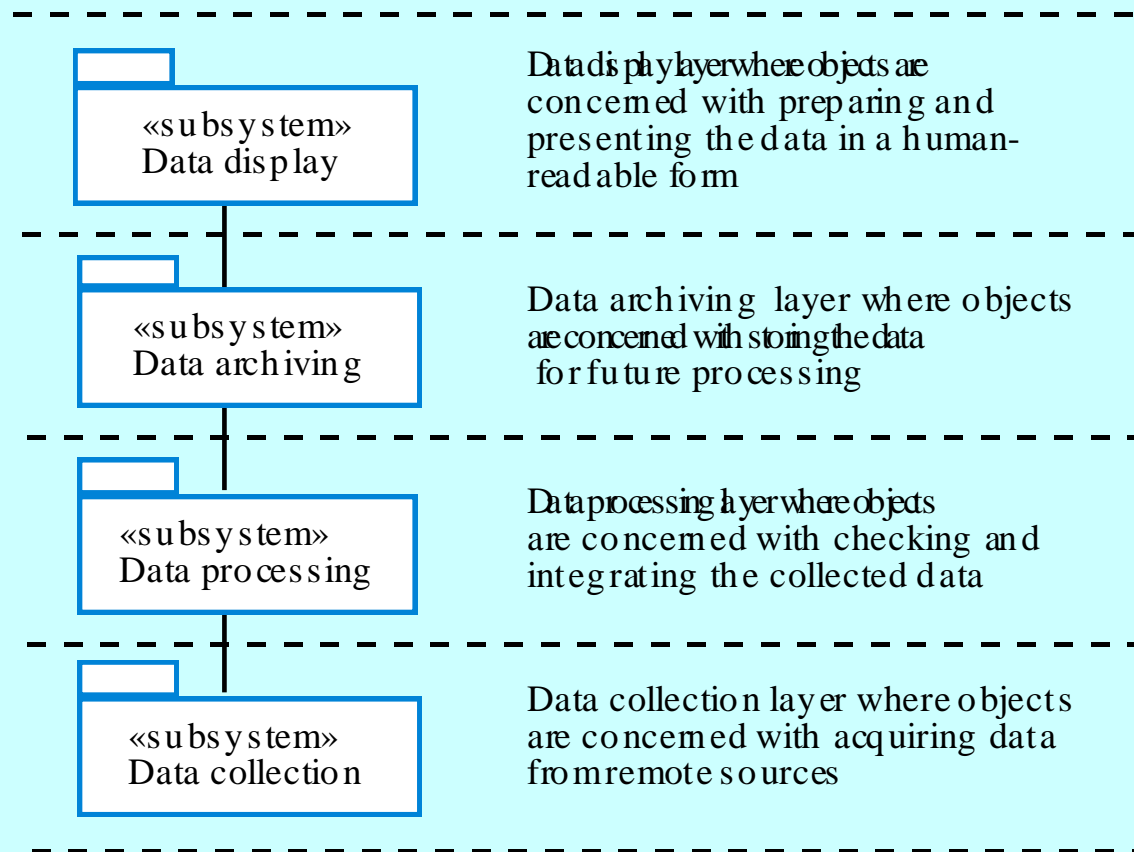 «subsystem»
Data display
Data display layer where objects are
concerned with preparing and
presenting the data in a human-
readable form
«subsystem»
Data archiving
Data archiving layer where objects
are concerned with storing the data
for future processing
«subsystem»
Data processing
Data processing layer where objects
are concerned with checking and
integrating the collected data
«subsystem»
Data collection
Data collection layer where objects
are concerned with acquiring data
from remote sources